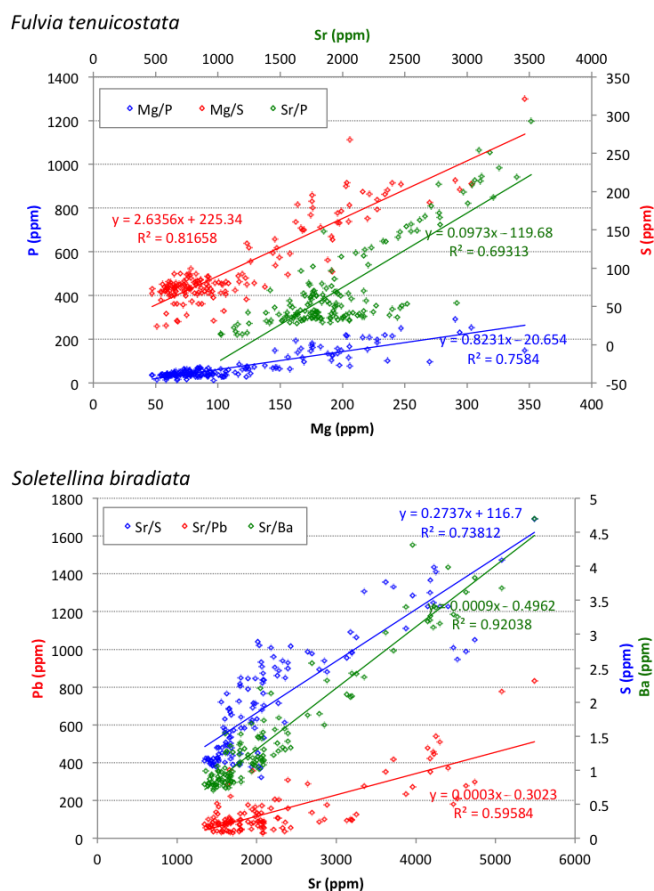 Fulvia tenuicostata
Sr (ppm)
0 500 1000 1500 2000 2500 3000 3500 4000
1400 350
Mg/P Mg/S Sr/P
1200 300
1000 250
800 200
600 150
400 100
200 50
0 0
-50
y = 2.6356x + 225.34
R² = 0.81658
y = 0.0973x - 119.68
R² = 0.69313
y = 0.8231x - 20.654
R² = 0.7584
P (ppm)
S (ppm)
0 50 100 150 200 250 300 350 400
Mg (ppm)
Soletellina biradiata
1800 5
Sr/S Sr/Pb Sr/Ba
1600 4.5
1400 4
1200 3.5
1000 3
800 2.5
600 2
400 1.5
200 1
0 0.5
0
y = 0.2737x + 116.7
R² = 0.73812
y = 0.0009x - 0.4962
R² = 0.92038
y = 0.0003x - 0.3023
R² = 0.59584
Pb (ppm)
S (ppm)
Ba (ppm)
0 1000 2000 3000 4000 5000 6000
Sr (ppm)